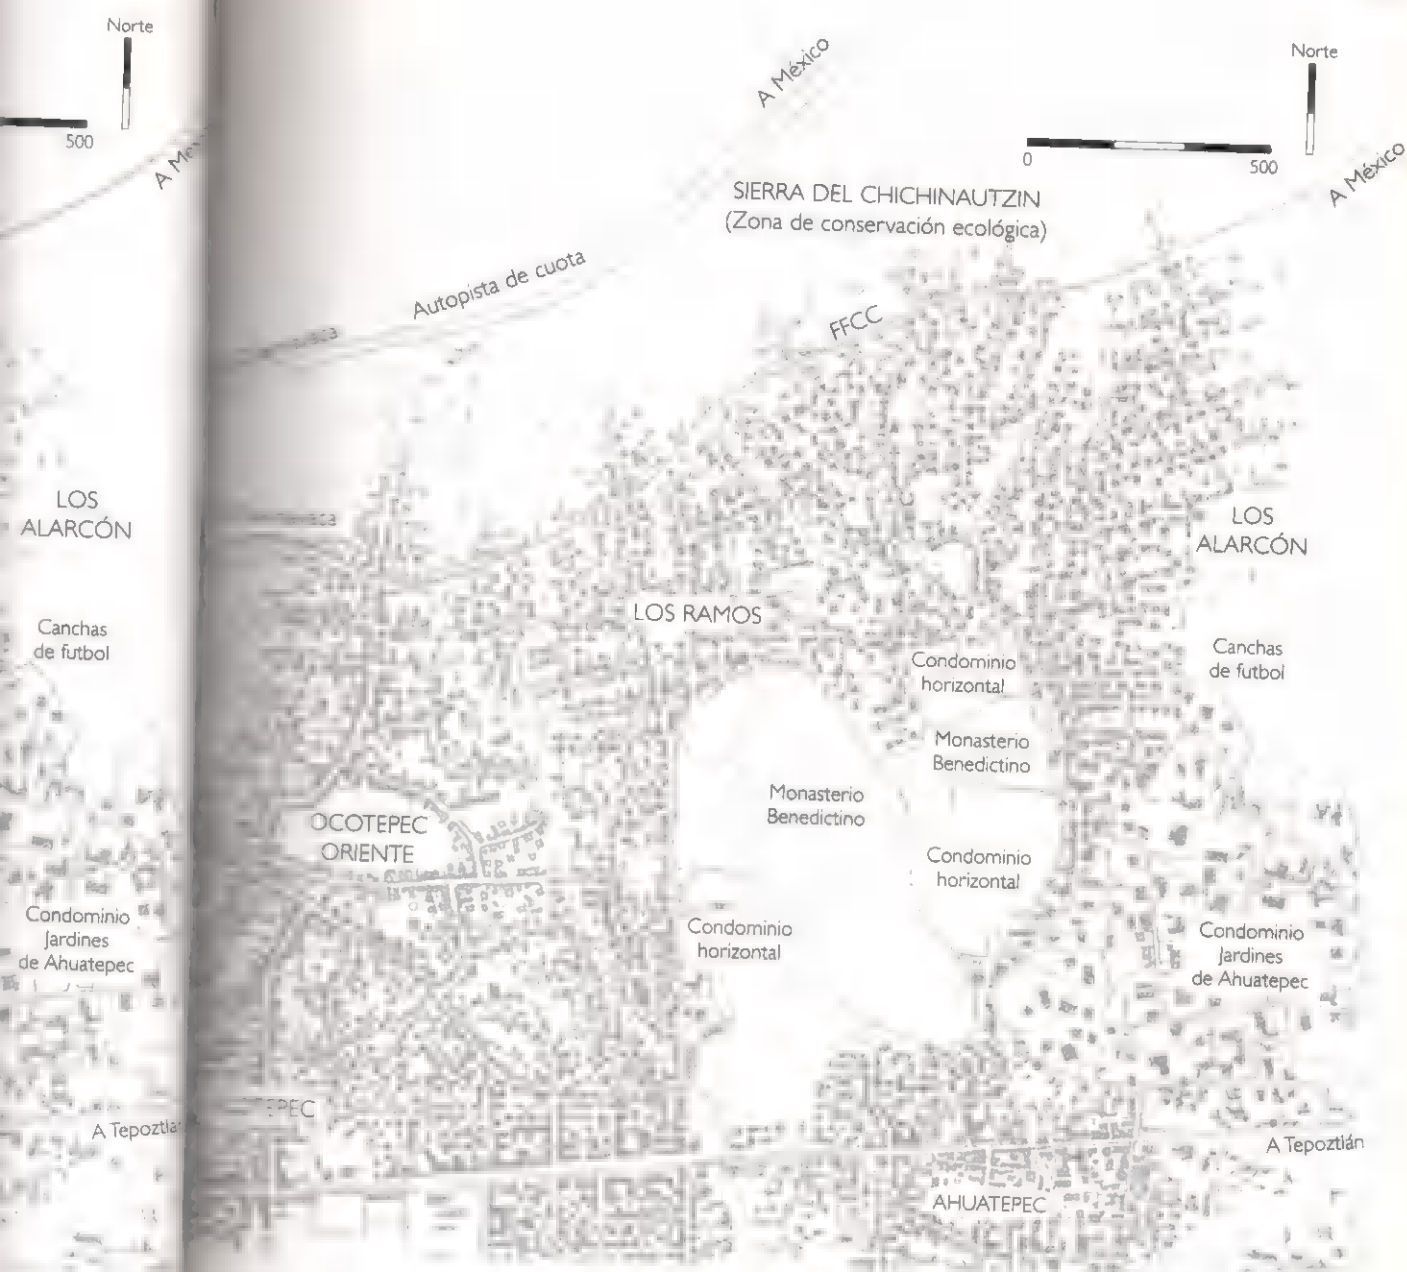 Norte
500
LOS
ALARCÓN
Canchas
de futbol
Condominio
Jardines
de Ahuatepec
Norte
0
500
A México
A México
SIERRA DEL CHICHINAUTZIN
(Zona de conservación ecológica)
Autopista de cuota
FFCC
LOS
ALARCÓN
LOS RAMOS
Canchas
de futbol
Condominio
horizontal
Monasterio
Benedictino
Monasterio
Benedictino
OCOTEPEC
ORIENTE
Condominio
horizontal
Condominio
horizontal
Condominio
Jardines
de Ahuatepec
A Tepoztlán
AHUATEPEC